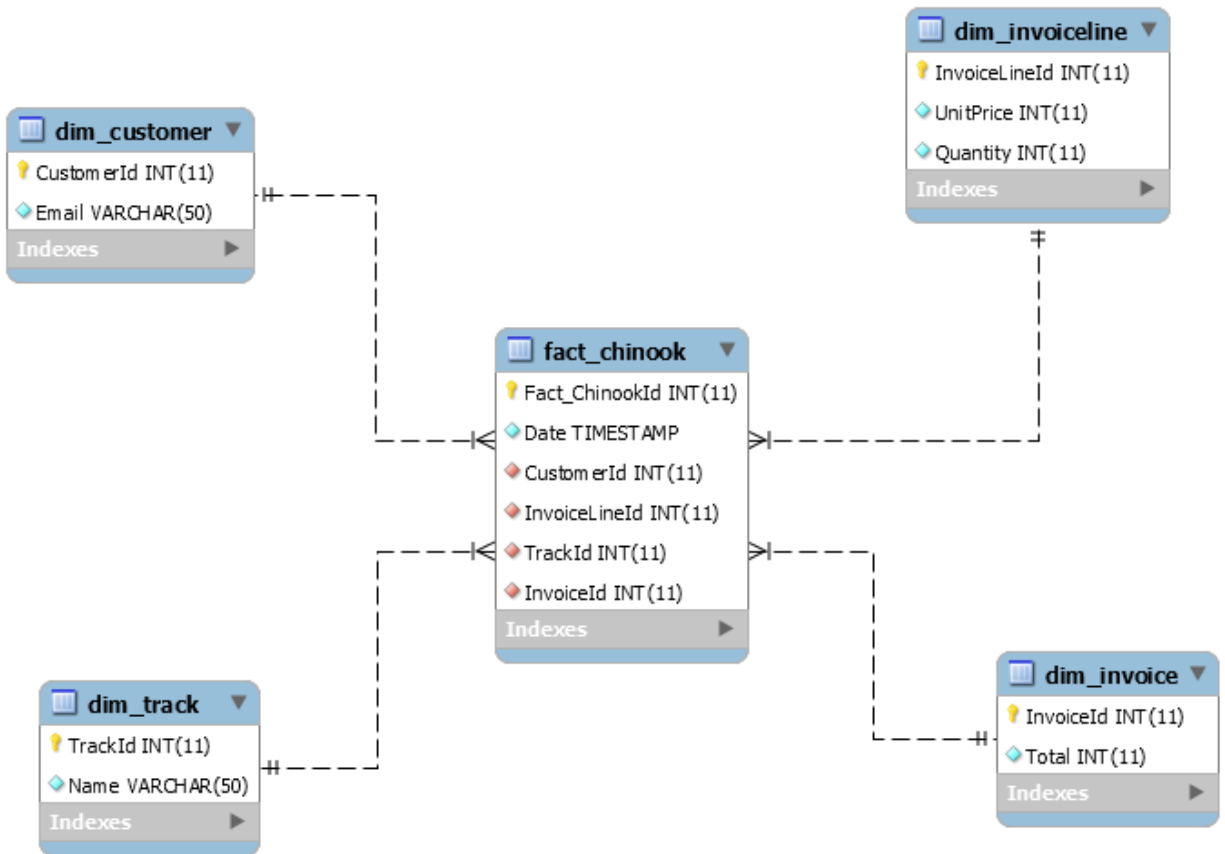 dim_customer
CustomerId INT(11)
Email VARCHAR(50)
Indexes
dim_invoiceline
InvoiceLineId INT(11)
UnitPrice INT(11)
Quantity INT(11)
Indexes
fact_chinook
Fact_ChinookId INT(11)
Date TIMESTAMP
CustomerId INT(11)
InvoiceLineId INT(11)
TrackId INT(11)
InvoiceId INT(11)
Indexes
dim_track
TrackId INT(11)
Name VARCHAR(50)
Indexes
dim_invoice
InvoiceId INT(11)
Total INT(11)
Indexes